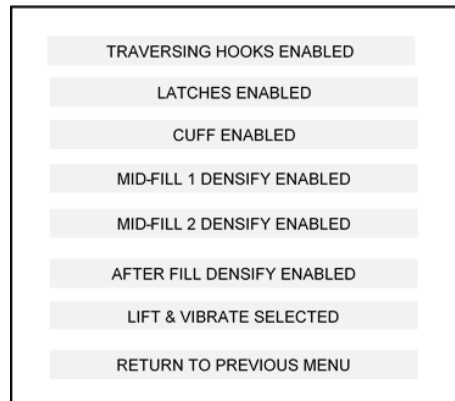 TRAVERSING HOOKS ENABLED
LATCHES ENABLED
CUFF ENABLED
MID-FILL 1 DENSIFY ENABLED
MID-FILL 2 DENSIFY ENABLED
AFTER FILL DENSIFY ENABLED
LIFT & VIBRATE SELECTED
RETURN TO PREVIOUS MENU